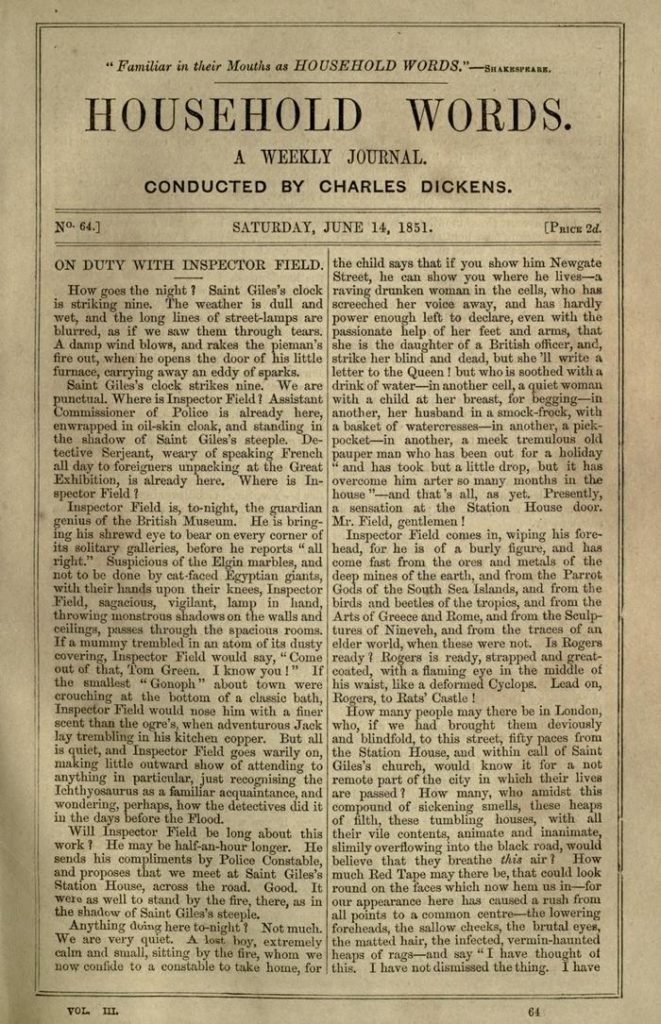 " Familiar in their Mouths as HOUSEHOLD WORDS."—SHAKESPEARE.
HOUSEHOLD WORDS.
A WEEKLY JOURNAL.
CONDUCTED BY CHARLES DICKENS.
No. 64.]
SATURDAY, JUNE 14, 1851.
[PRICE 2d.
ON DUTY WITH INSPECTOR FIELD.
How goes the night? Saint Giles's clock
is striking nine. The weather is dull and
wet, and the long lines of street-lamps are
blurred, as if we saw them through tears.
A damp wind blows, and rakes the pieman's
fire out, when he opens the door of his little
furnace, carrying away an eddy of sparks.
Saint Giles's clock strikes nine. We are
punctual. Where is Inspector Field? Assistant
Commissioner of Police is already here,
enwrapped in oil-skin cloak, and standing in
the shadow of Saint Giles's steeple. De-
tective Serjeant, weary of speaking French
all day to foreigners unpacking at the Great
Exhibition, is already here. Where is In-
spector Field?
Inspector Field is, to-night, the guardian
genius of the British Museum. He is bring-
ing his shrewd eye to bear on every corner of
its solitary galleries, before he reports "all
right." Suspicious of the Elgin marbles, and
not to be done by cat-faced Egyptian giants,
with their hands upon their knees, Inspector
Field, sagacious, vigilant, lamp in hand,
throwing monstrous shadows on the walls and
ceilings, passes through the spacious rooms.
If a mummy trembled in an atom of its dusty
covering, Inspector Field would say, "Come
out of that, Tom Green. I know you!" If
the smallest "Gonoph" about town were
crouching at the bottom of a classic bath,
Inspector Field would nose him with a finer
scent than the ogre's, when adventurous Jack
lay trembling in his kitchen copper. But all
is quiet, and Inspector Field goes warily on,
making little outward show of attending to
anything in particular, just recognising the
Ichthyosaurus as a familiar acquaintance, and
wondering, perhaps, how the detectives did it
in the days before the Flood.
Will Inspector Field be long about this
work? He may be half-an-hour longer. He
sends his compliments by Police Constable,
and proposes that we meet at Saint Giles's
Station House, across the road. Good. It
were as well to stand by the fire, there, as in
the shadow of Saint Giles's steeple.
Anything doing here to-night? Not much.
We are very quiet. A lost boy, extremely
calm and small, sitting by the fire, whom we
now confide to a constable to take home, for
the child says that if you show him Newgate
Street, he can show you where he lives—a
raving drunken woman in the cells, who has
screeched her voice away, and has hardly
power enough left to declare, even with the
passionate help of her feet and arms, that
she is the daughter of a British officer, and,
strike her blind and dead, but she 'll write a
letter to the Queen! but who is soothed with a
drink of water—in another cell, a quiet woman
with a child at her breast, for begging—in
another, her husband in a smock-frock, with
a basket of watercresses—in another, a pick-
pocket—in another, a meek tremulous old
pauper man who has been out for a holiday
"and has took but a little drop, but it has
overcome him arter so many months in the
house"—and that's all, as yet. Presently,
a sensation at the Station House door.
Mr. Field, gentlemen!
Inspector Field comes in, wiping his fore-
head, for he is of a burly figure, and has
come fast from the ores and metals of the
deep mines of the earth, and from the Parrot
Gods of the South Sea Islands, and from the
birds and beetles of the tropics, and from the
Arts of Greece and Rome, and from the Sculp-
tures of Nineveh, and from the traces of an
elder world, when these were not. Is Rogers
ready? Rogers is ready, strapped and great-
coated, with a flaming eye in the middle of
his waist, like a deformed Cyclops. Lead on,
Rogers, to Rats' Castle!
How many people may there be in London,
who, if we had brought them deviously
and blindfold, to this street, fifty paces from
the Station House, and within call of Saint
Giles's church, would know it for a not
remote part of the city in which their lives
are passed? How many, who amidst this
compound of sickening smells, these heaps
of filth, these tumbling houses, with all
their vile contents, animate and inanimate,
slimily overflowing into the black road, would
believe that they breathe this air? How
much Red Tape may there be, that could look
round on the faces which now hem us in—for
our appearance here has caused a rush from
all points to a common centre—the lowering
foreheads, the sallow cheeks, the brutal eyes,
the matted hair, the infected, vermin-haunted
heaps of rags—and say "I have thought of
this. I have not dismissed the thing. I have
VOL. III.
64